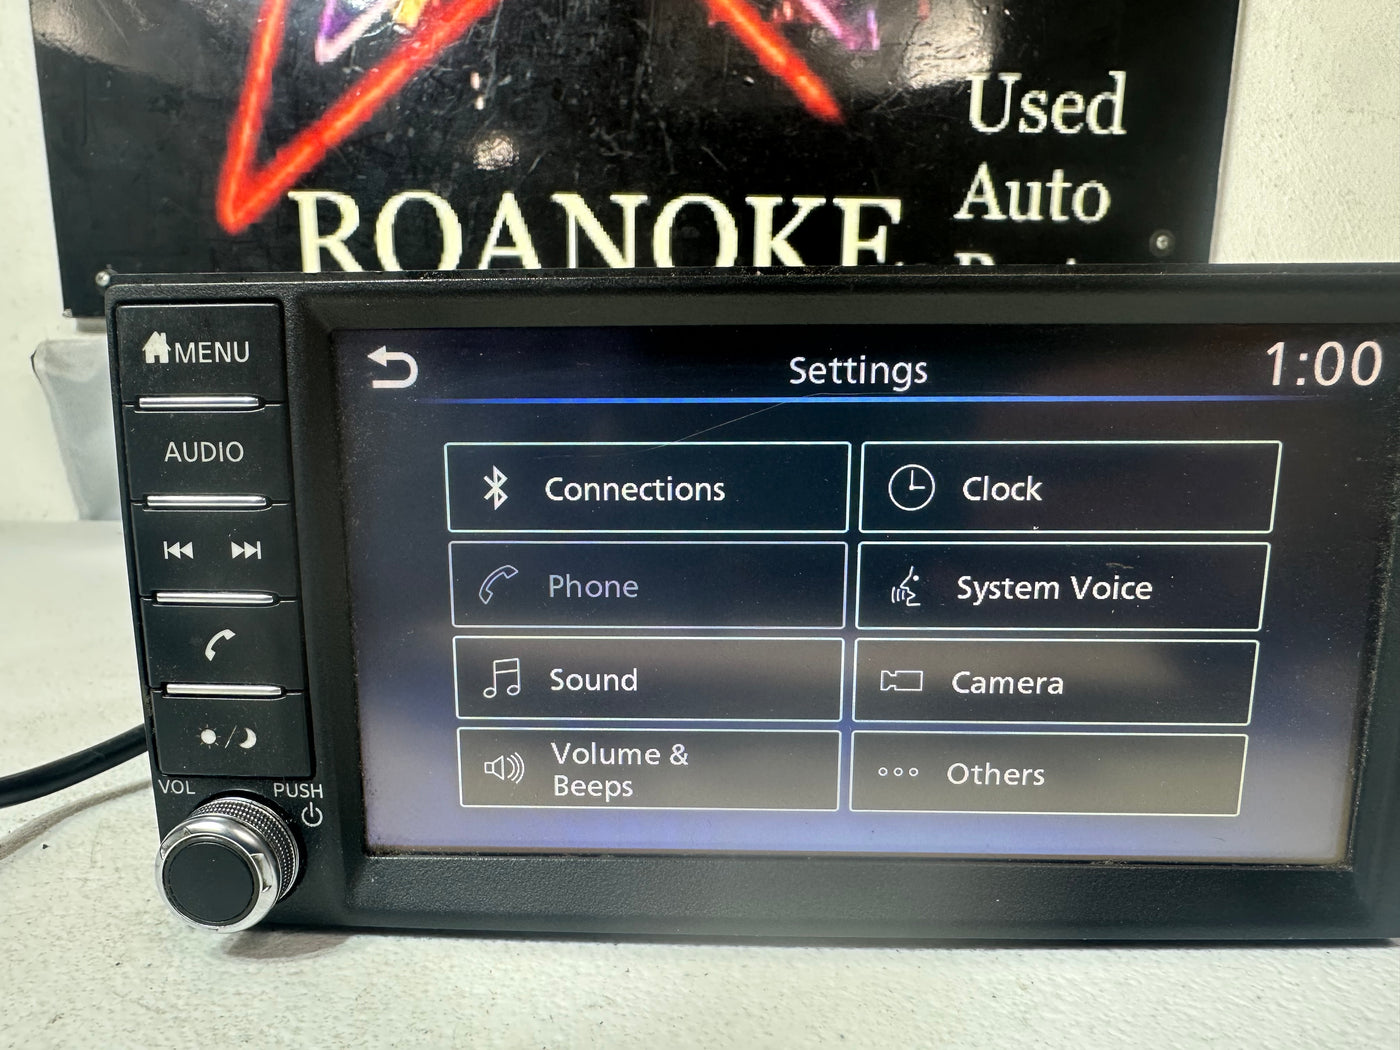 Used
Auto
ROANOKE
MENU
AUDIO
VOL
PUSH
Settings
1:00
Connections
Clock
Phone
System Voice
Sound
Camera
Volume &
Beeps
Others